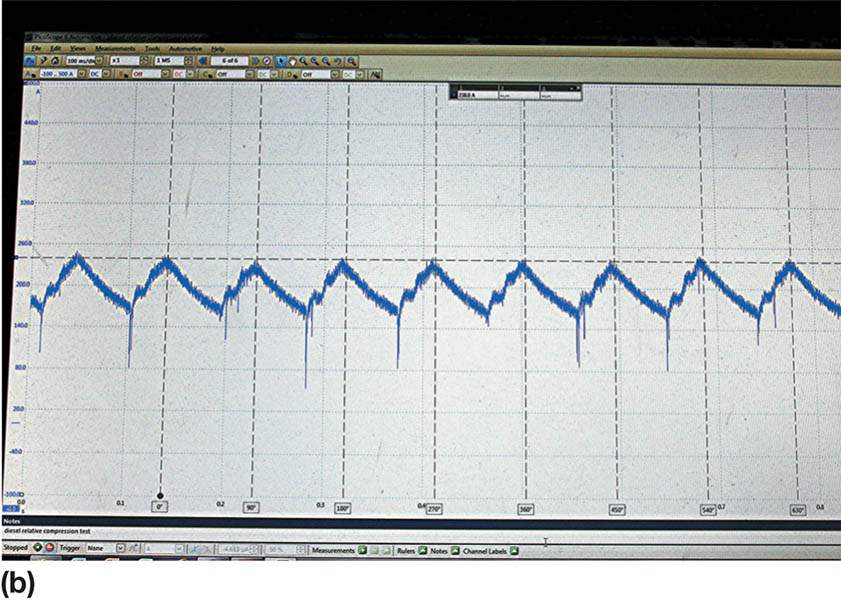 File Edit Views Measurements Tools Automotive Help
100 ms/div x1 1 MS 6 of 6
A -100 .. 500 A DC B Off DC C Off DC D Off DC
A
440.0
380.0
320.0
260.0
200.0
140.0
80.0
20.0
-40.0
-100.0
0.0 0.1 0.2 0.3 0.4 0.7 0.8
0° 90° 180° 270° 360° 450° 540° 630°
Notes
diesel relative compression test
Stopped Trigger None A 50 % Measurements Rulers Notes Channel Labels
(b)